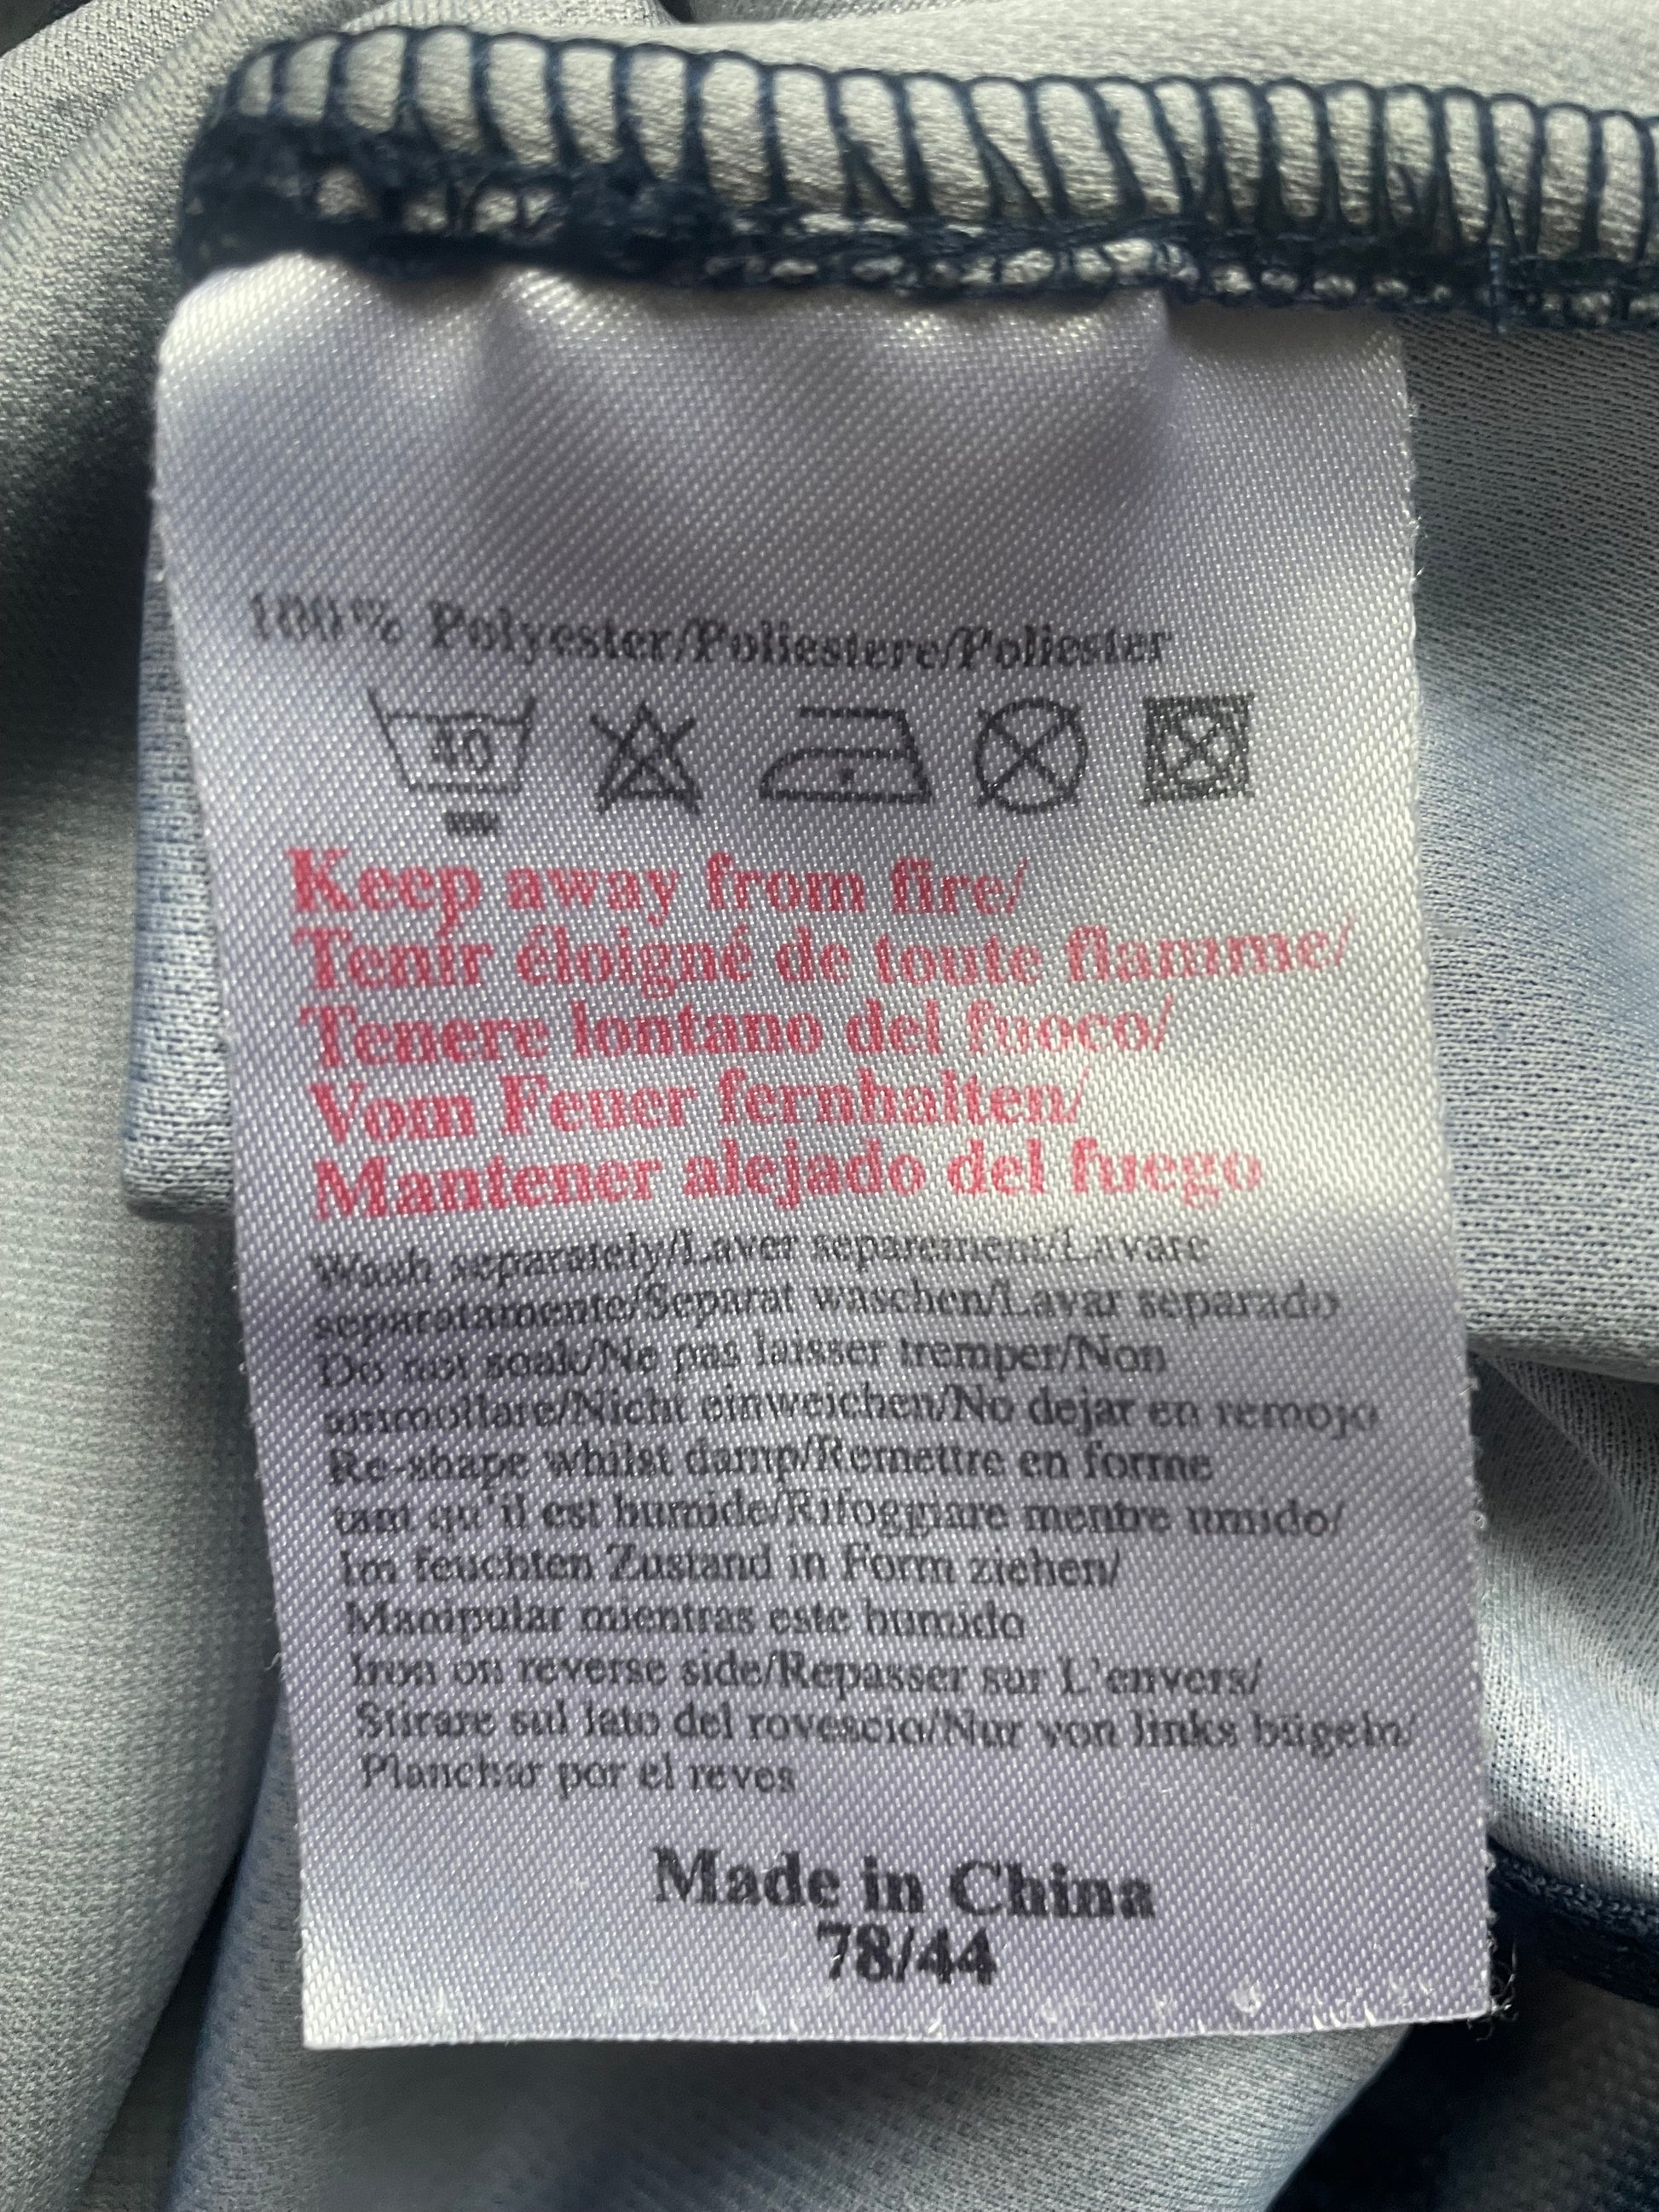 100% Polyester/Poliestere/Poliester
40
Keep away from fire/
Tenir éloigné de toute flamme/
Tenere lontano del fuoco/
Vom Feuer fernhalten/
Mantener alejado del fuego
Wash separately/Laver separement/Lavare
separatamente/Separat waschen/Lavar separado
Do not soak/Ne pas laisser tremper/Non
ammollare/Nicht einweichen/No dejar en remojo
Re-shape whilst damp/Remettre en forme
tant qu'il est humide/Rifoggiare mentre umido/
Im feuchten Zustand in Form ziehen/
Manipular mientras este humido
Iron on reverse side/Repasser sur L'envers/
Stirare sul lato del rovescio/Nur von links bügeln/
Planchar por el reves
Made in China
78/44